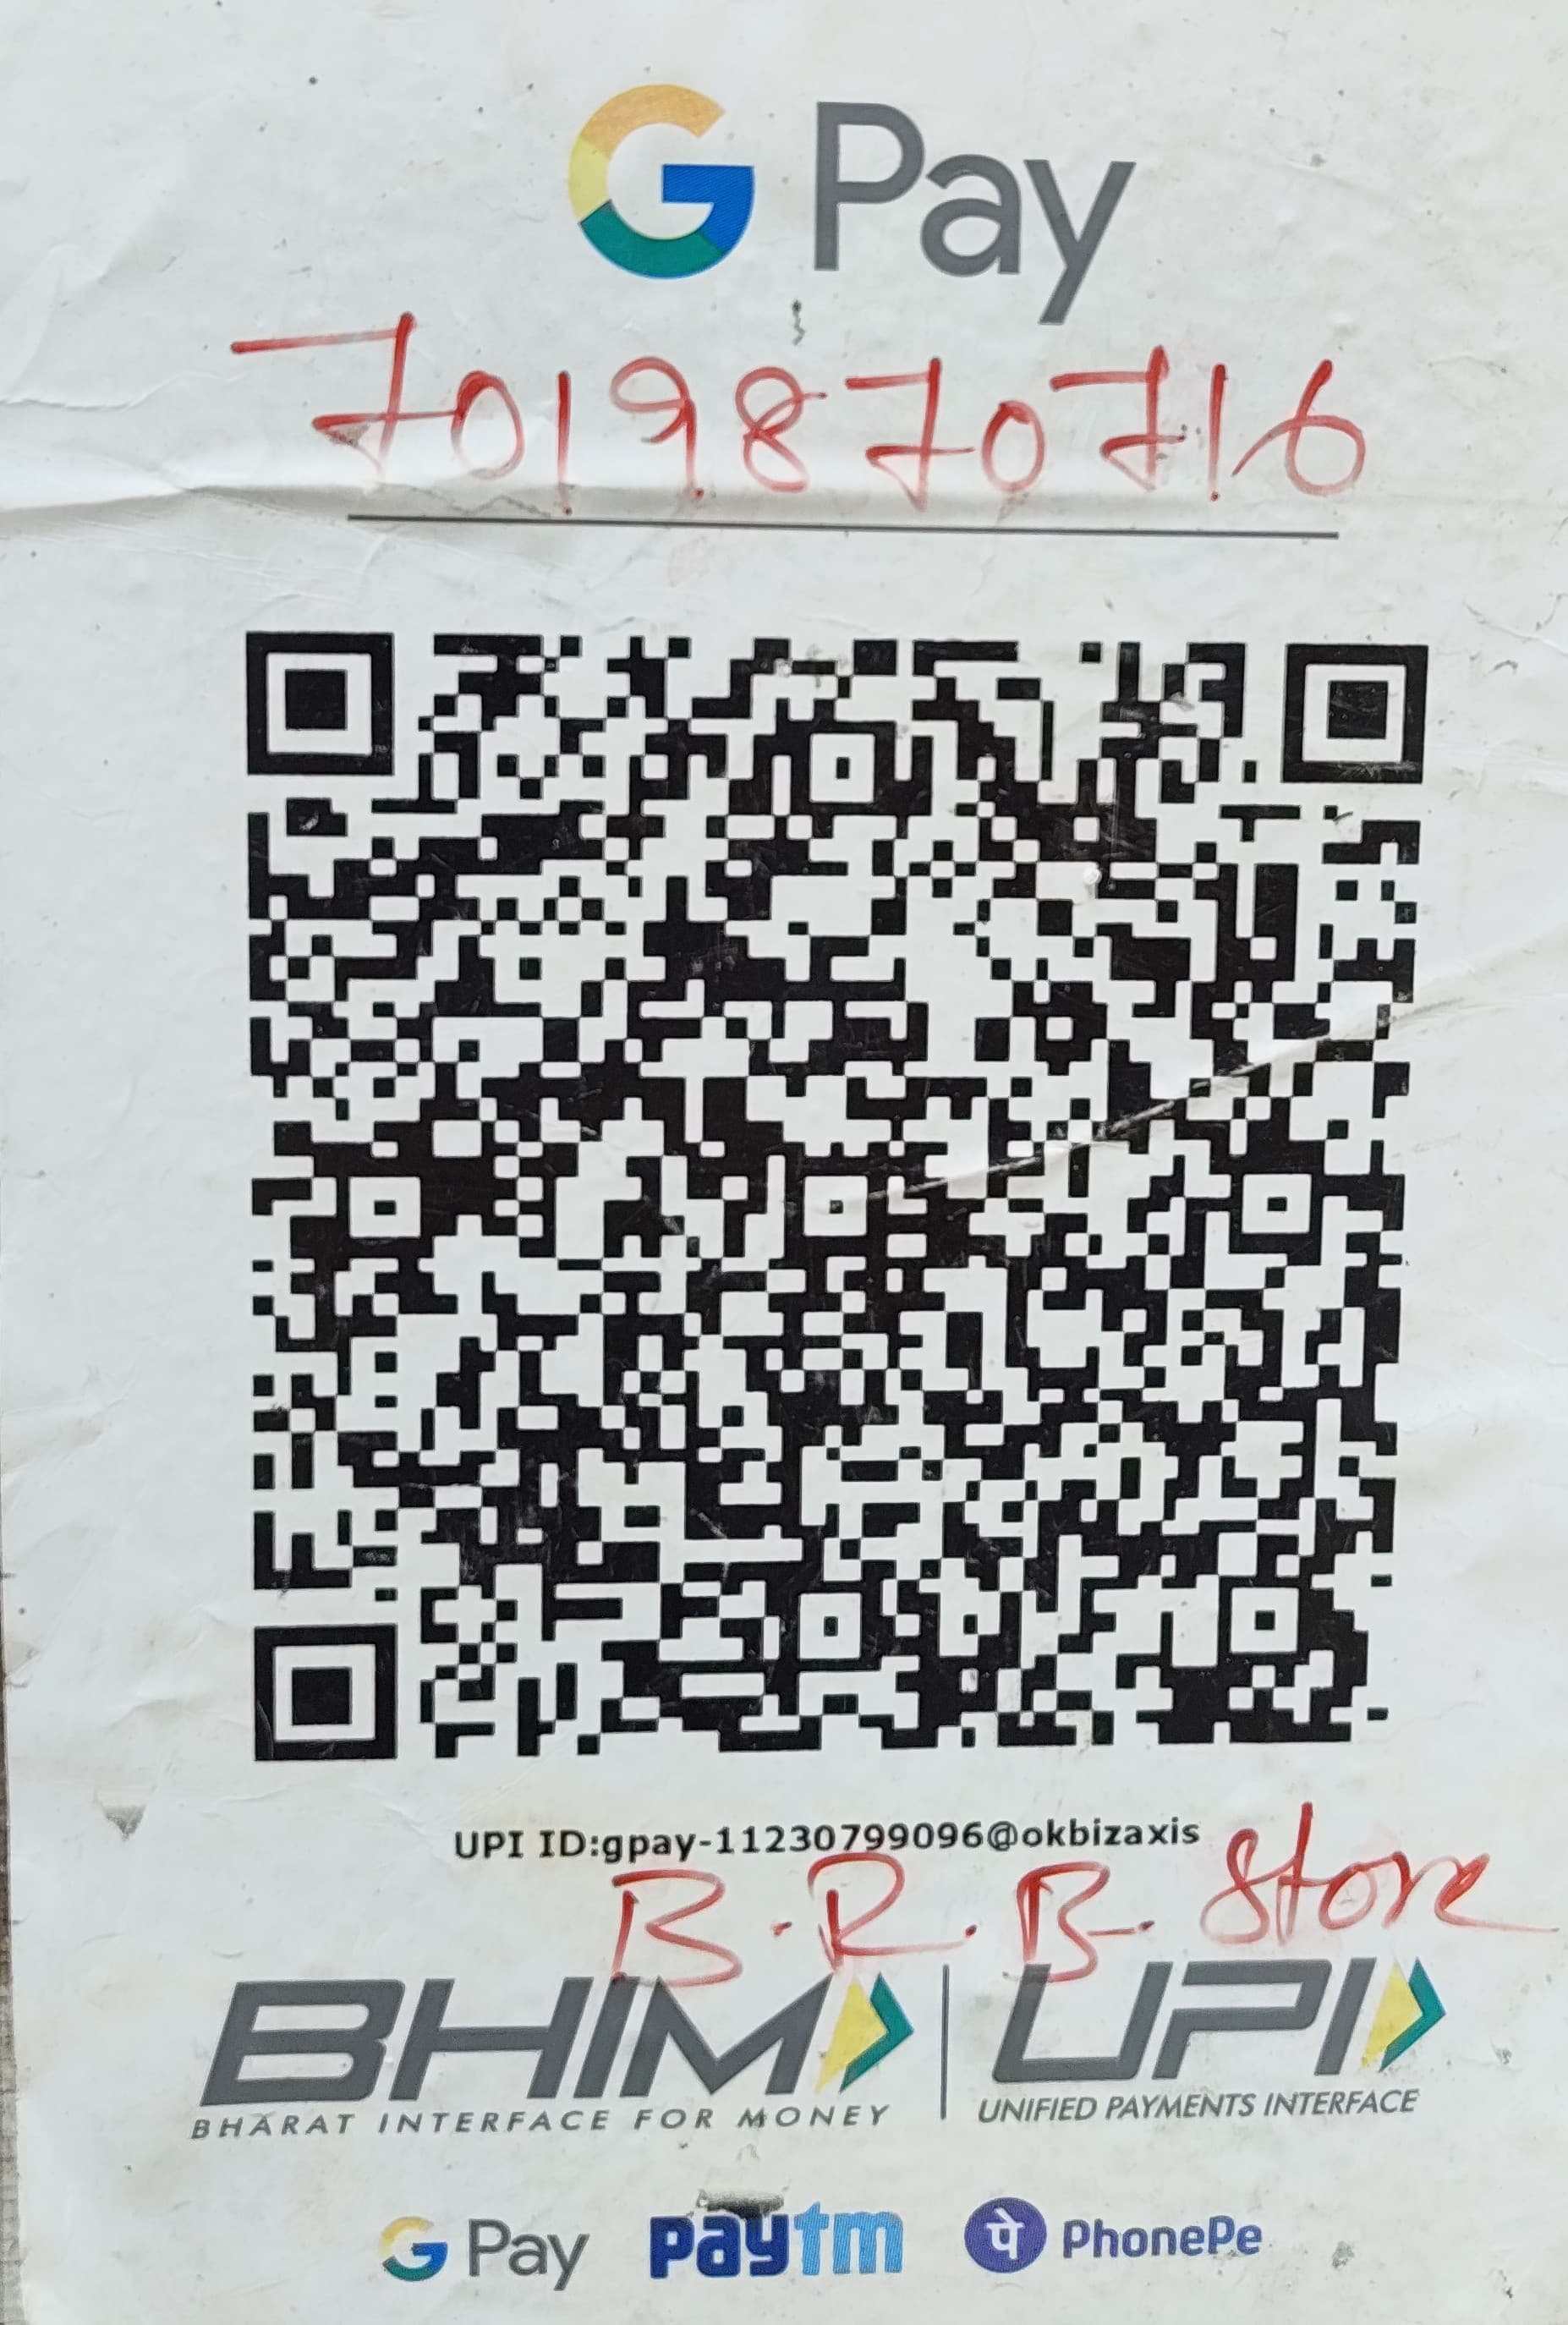 G Pay
7019870716
UPI ID:gpay-11230799096@okbizaxis
B.R.B. Store
BHIM | UPI
BHARAT INTERFACE FOR MONEY UNIFIED PAYMENTS INTERFACE
G Pay paytm पे PhonePe